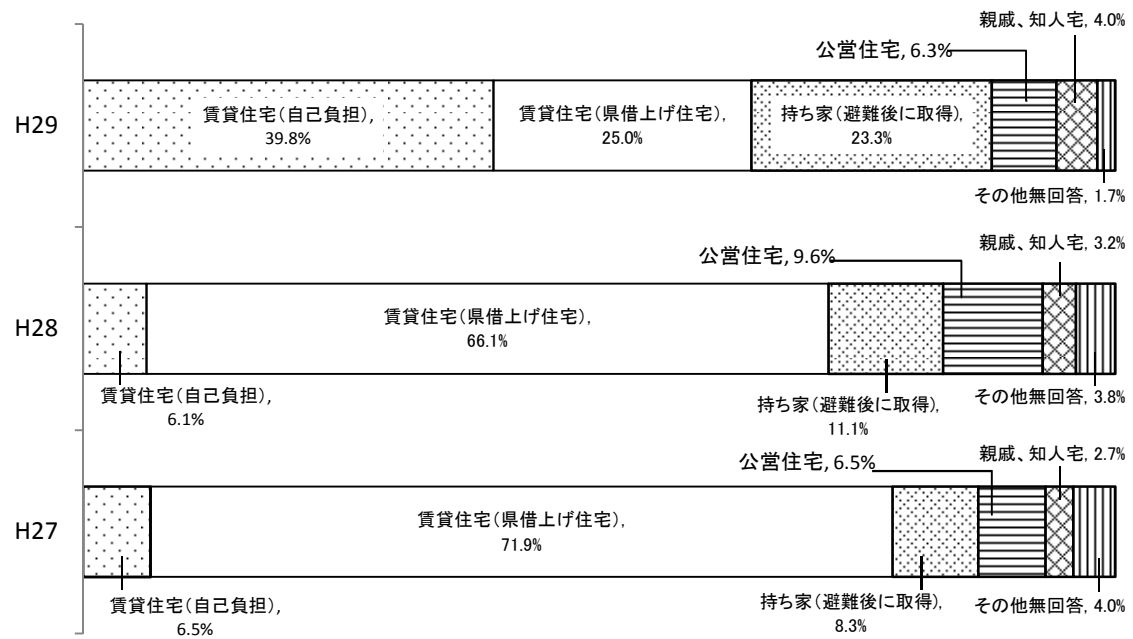 親戚、知人宅, 4.0%
公営住宅, 6.3%
H29
賃貸住宅(自己負担),
39.8%
賃貸住宅(県借上げ住宅),
25.0%
持ち家(避難後に取得),
23.3%
その他無回答, 1.7%
親戚、知人宅, 3.2%
公営住宅, 9.6%
H28
賃貸住宅(県借上げ住宅),
66.1%
賃貸住宅(自己負担),
6.1%
持ち家(避難後に取得),
11.1%
その他無回答, 3.8%
親戚、知人宅, 2.7%
公営住宅, 6.5%
H27
賃貸住宅(県借上げ住宅),
71.9%
賃貸住宅(自己負担),
6.5%
持ち家(避難後に取得),
8.3%
その他無回答, 4.0%